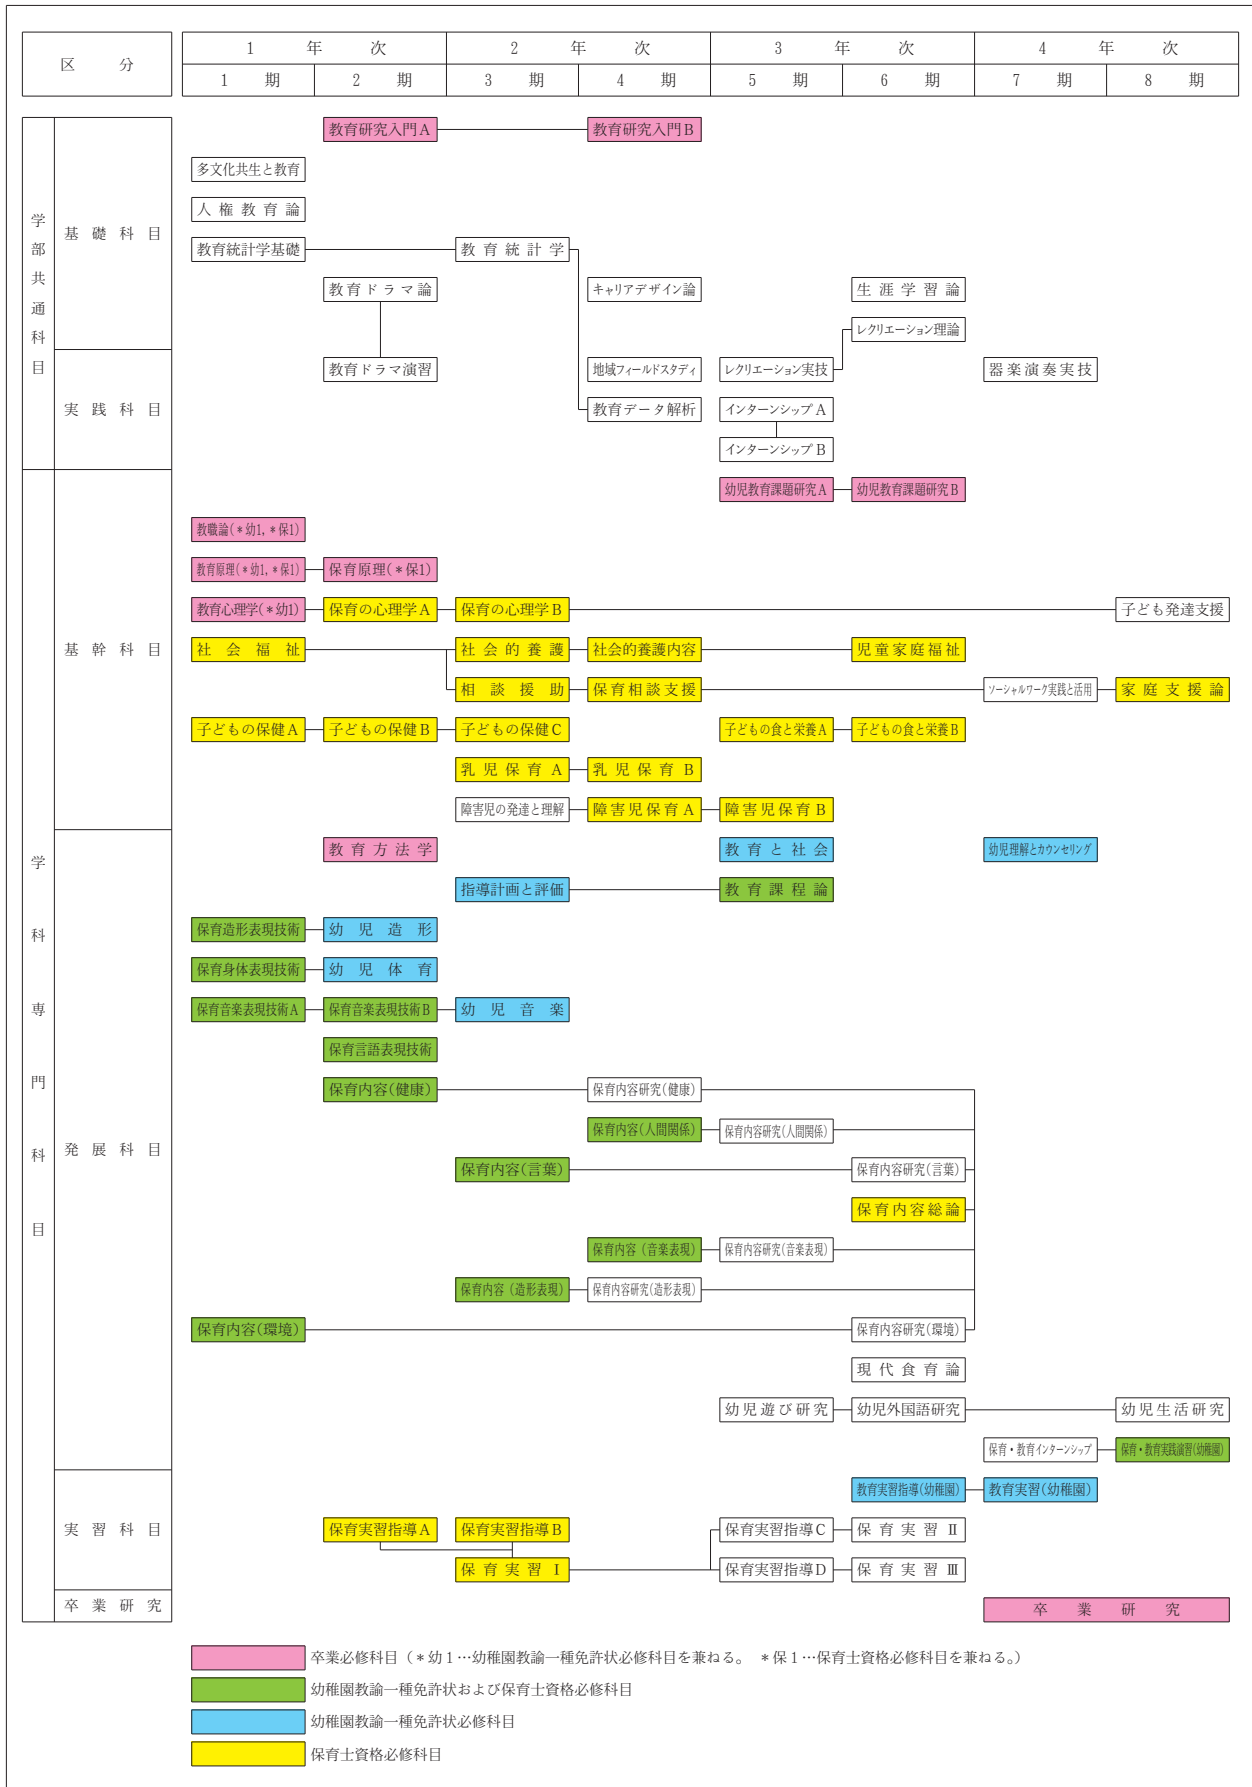 区分 1年次 2年次 3年次 4年次
1期 2期 3期 4期 5期 6期 7期 8期
学部共通科目
基礎科目
教育研究入門A 教育研究入門B
多文化共生と教育
人権教育論
教育統計学基礎 教育統計学
教育ドラマ論 キャリアデザイン論 生涯学習論
レクリエーション理論
実践科目
教育ドラマ演習 地域フィールドスタディ レクリエーション実技 器楽演奏実技
教育データ解析 インターンシップA
インターンシップB
学科専門科目
基幹科目
幼児教育課題研究A 幼児教育課題研究B
教職論(*幼1,*保1)
教育原理(*幼1,*保1) 保育原理(*保1)
教育心理学(*幼1) 保育の心理学A 保育の心理学B 子ども発達支援
社会福祉 社会的養護 社会的養護内容 児童家庭福祉
相談援助 保育相談支援 ソーシャルワーク実践と活用 家庭支援論
子どもの保健A 子どもの保健B 子どもの保健C 子どもの食と栄養A 子どもの食と栄養B
乳児保育A 乳児保育B
障害児の発達と理解 障害児保育A 障害児保育B
発展科目
教育方法学 教育と社会 幼児理解とカウンセリング
指導計画と評価 教育課程論
保育造形表現技術 幼児造形
保育身体表現技術 幼児体育
保育音楽表現技術A 保育音楽表現技術B 幼児音楽
保育言語表現技術
保育内容(健康) 保育内容研究(健康)
保育内容(人間関係) 保育内容研究(人間関係)
保育内容(言葉) 保育内容研究(言葉)
保育内容総論
保育内容(音楽表現) 保育内容研究(音楽表現)
保育内容(造形表現) 保育内容研究(造形表現)
保育内容(環境) 保育内容研究(環境)
現代食育論
幼児遊び研究 幼児外国語研究 幼児生活研究
保育・教育インターンシップ 保育・教育実践演習(幼稚園)
実習科目
教育実習指導(幼稚園) 教育実習(幼稚園)
保育実習指導A 保育実習指導B 保育実習指導C 保育実習Ⅱ
保育実習Ⅰ 保育実習指導D 保育実習Ⅲ
卒業研究 卒業研究
卒業必修科目(*幼1…幼稚園教諭一種免許状必修科目を兼ねる。 *保1…保育士資格必修科目を兼ねる。)
幼稚園教諭一種免許状および保育士資格必修科目
幼稚園教諭一種免許状必修科目
保育士資格必修科目